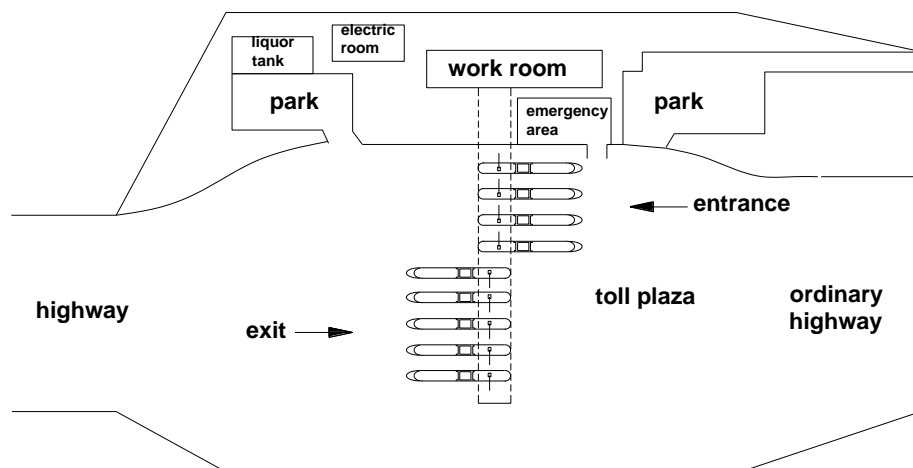 electric
room
liquor
tank
work room
park
emergency
area
park
entrance
toll plaza
ordinary
highway
highway
exit